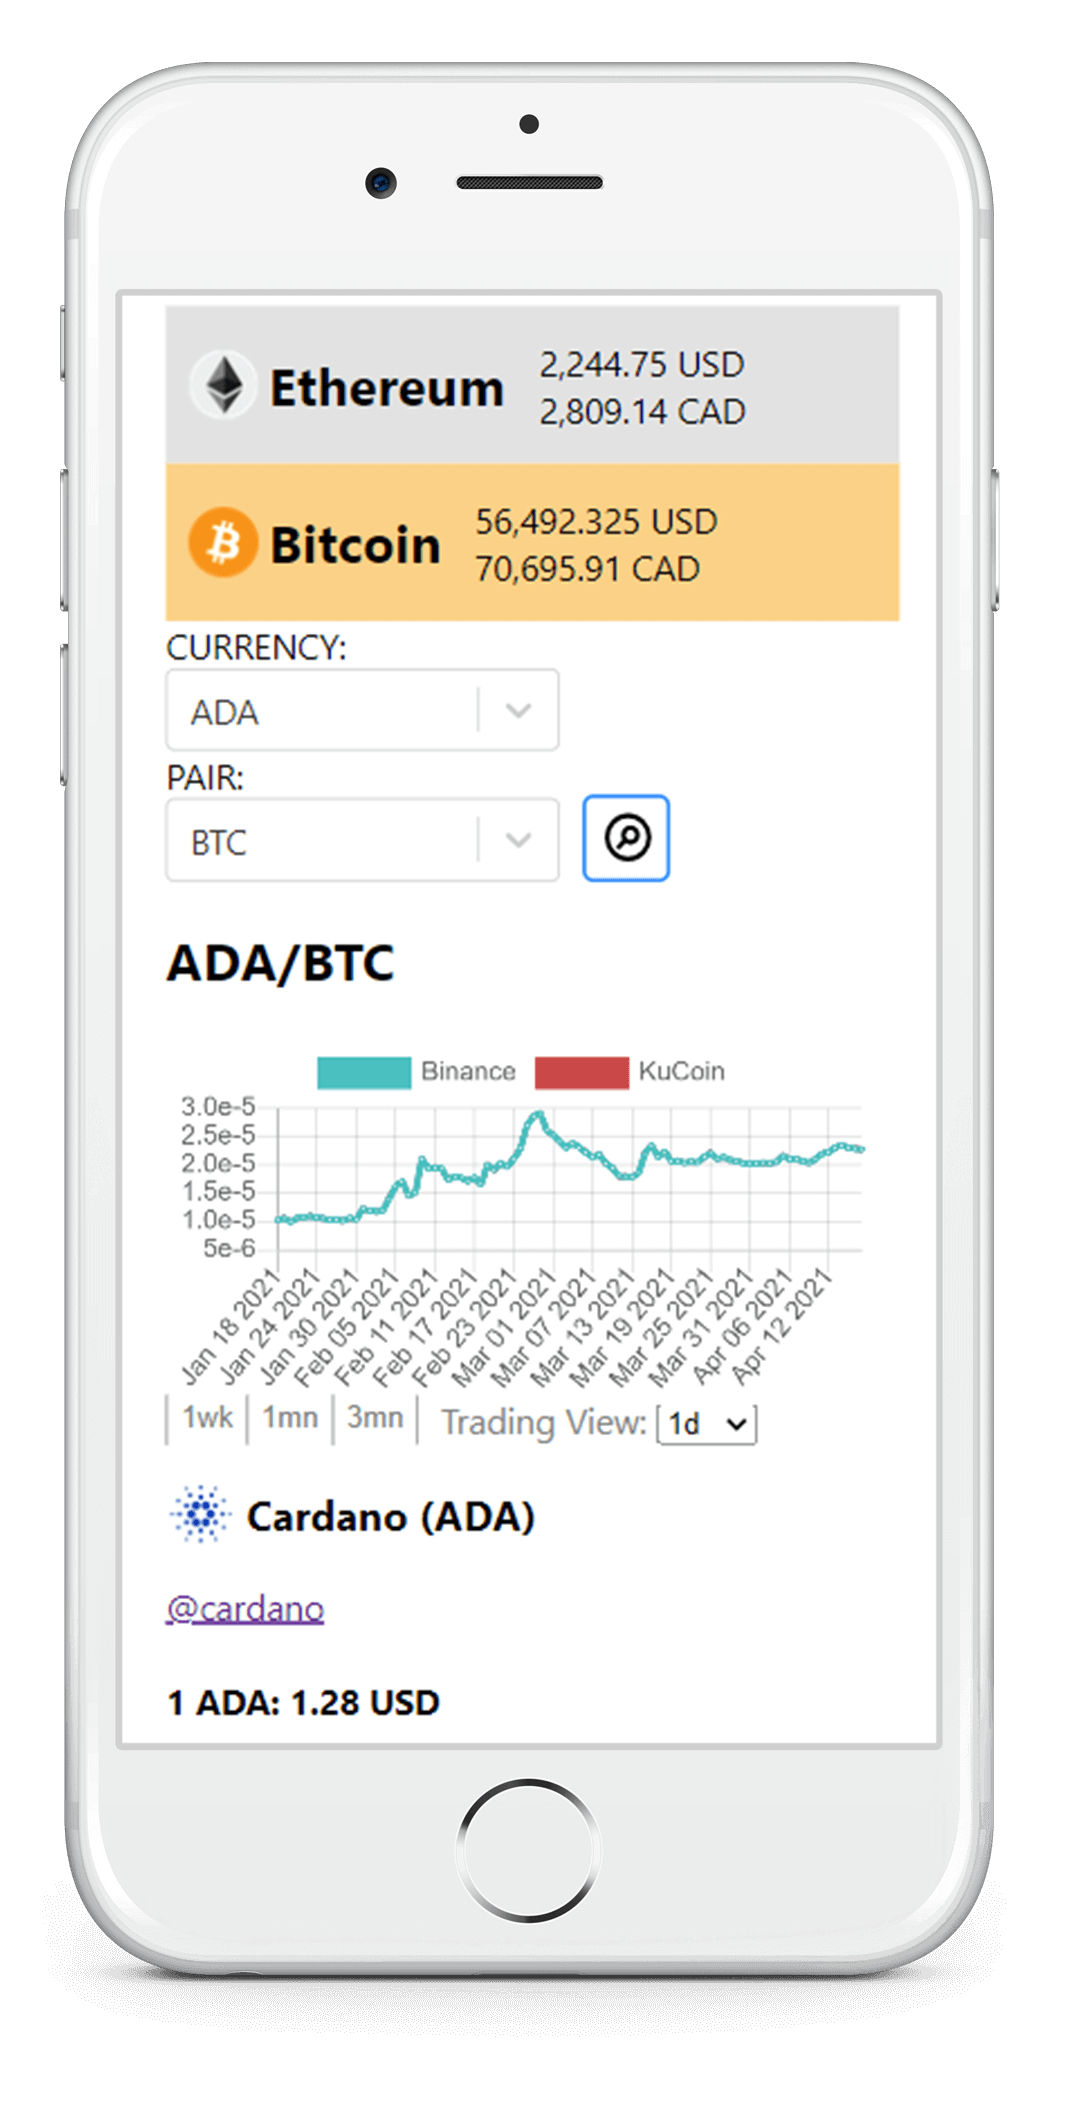 Ethereum
2,244.75 USD
2,809.14 CAD
Bitcoin
56,492.325 USD
70,695.91 CAD
CURRENCY:
ADA
PAIR:
BTC
ADA/BTC
Binance KuCoin
3.0e-5
2.5e-5
2.0e-5
1.5e-5
1.0e-5
5e-6
Jan 18 2021
Jan 24 2021
Jan 30 2021
Feb 05 2021
Feb 11 2021
Feb 17 2021
Feb 23 2021
Mar 01 2021
Mar 07 2021
Mar 13 2021
Mar 19 2021
Mar 25 2021
Mar 31 2021
Apr 06 2021
Apr 12 2021
1wk 1mn 3mn Trading View: 1d
Cardano (ADA)
@cardano
1 ADA: 1.28 USD